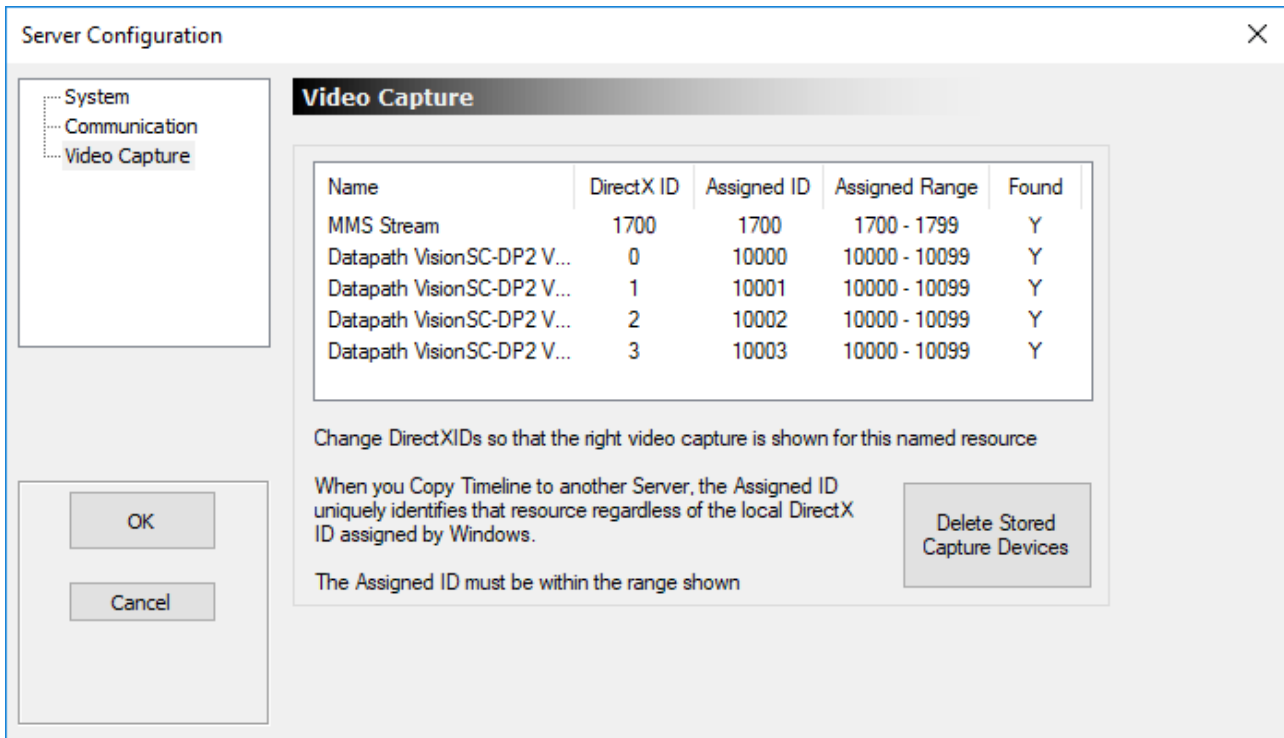 Server Configuration
System
Communication
Video Capture
Video Capture
Name DirectX ID Assigned ID Assigned Range Found
MMS Stream 1700 1700 1700 - 1799 Y
Datapath VisionSC-DP2 V... 0 10000 10000 - 10099 Y
Datapath VisionSC-DP2 V... 1 10001 10000 - 10099 Y
Datapath VisionSC-DP2 V... 2 10002 10000 - 10099 Y
Datapath VisionSC-DP2 V... 3 10003 10000 - 10099 Y
Change DirectXIDs so that the right video capture is shown for this named resource
When you Copy Timeline to another Server, the Assigned ID
uniquely identifies that resource regardless of the local DirectX
ID assigned by Windows.
The Assigned ID must be within the range shown
Delete Stored
Capture Devices
OK
Cancel